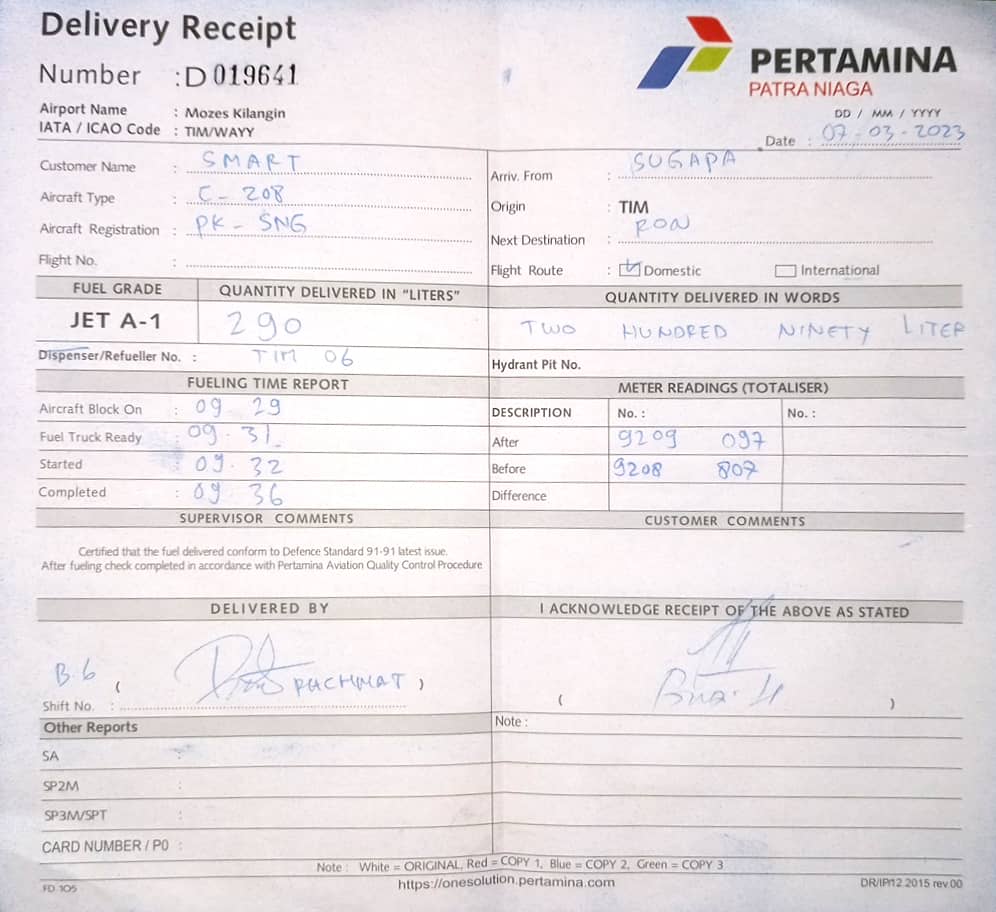 Delivery Receipt
Number : D 019641
PERTAMINA
PATRA NIAGA
Airport Name : Mozes Kilangin
IATA / ICAO Code : TIM/WAYY
DD / MM / YYYY
Date : 07-03-2023
Customer Name : SMART
Arriv. From : SUGAPA
Aircraft Type : C-208
Origin : TIM
Aircraft Registration : PK-SNG
Next Destination : RON
Flight No. :
Flight Route : ☑ Domestic ☐ International
FUEL GRADE QUANTITY DELIVERED IN "LITERS" QUANTITY DELIVERED IN WORDS
JET A-1 290 TWO HUNDRED NINETY LITER
Dispenser/Refueller No. : TIM 06 Hydrant Pit No.
FUELING TIME REPORT METER READINGS (TOTALISER)
Aircraft Block On : 09 29 DESCRIPTION No. : No. :
Fuel Truck Ready : 09.31 After 9209 097
Started : 09.32 Before 9208 807
Completed : 09 36 Difference
SUPERVISOR COMMENTS CUSTOMER COMMENTS
Certified that the fuel delivered conform to Defence Standard 91-91 latest issue.
After fueling check completed in accordance with Pertamina Aviation Quality Control Procedure
DELIVERED BY I ACKNOWLEDGE RECEIPT OF THE ABOVE AS STATED
B.6 ( RACHMAT ) ( )
Shift No. :
Other Reports Note :
SA :
SP2M :
SP3M/SPT :
CARD NUMBER / P0 :
Note : White = ORIGINAL, Red = COPY 1, Blue = COPY 2, Green = COPY 3
FD 105 https://onesolution.pertamina.com DR/IP/12.2015 rev.00